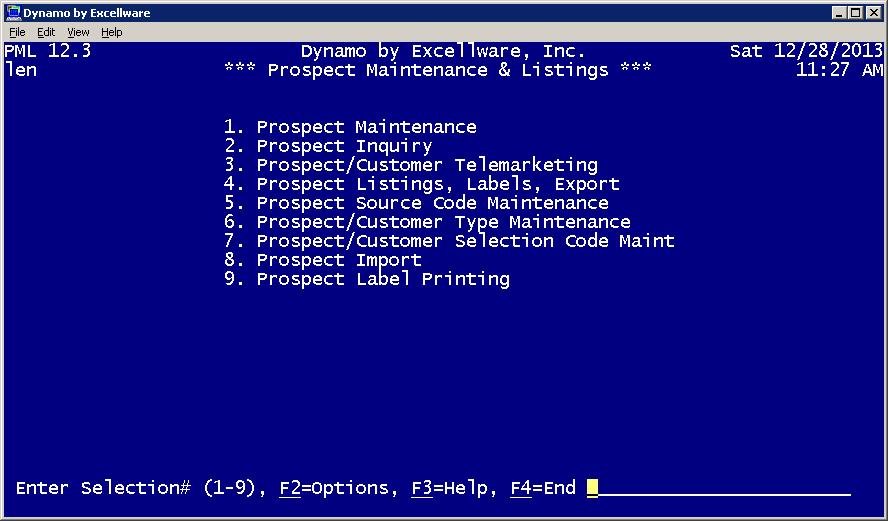 Dynamo by Excellware
File Edit View Help
PML 12.3 Dynamo by Excellware, Inc. Sat 12/28/2013
len *** Prospect Maintenance & Listings *** 11:27 AM
1. Prospect Maintenance
2. Prospect Inquiry
3. Prospect/Customer Telemarketing
4. Prospect Listings, Labels, Export
5. Prospect Source Code Maintenance
6. Prospect/Customer Type Maintenance
7. Prospect/Customer Selection Code Maint
8. Prospect Import
9. Prospect Label Printing
Enter Selection# (1-9), F2=Options, F3=Help, F4=End